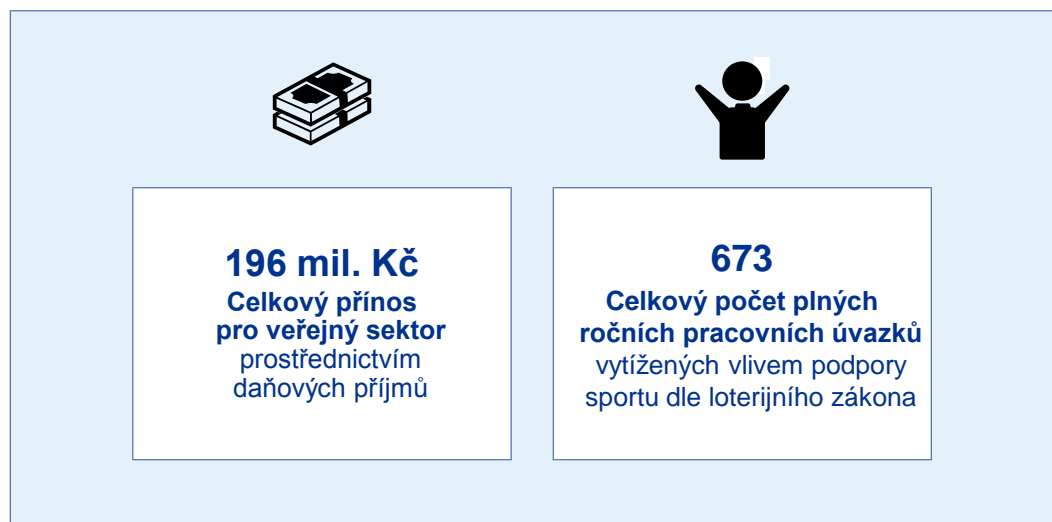 196 mil. Kč
Celkový přínos
pro veřejný sektor
prostřednictvím
daňových příjmů
673
Celkový počet plných
ročních pracovních úvazků
vytížených vlivem podpory
sportu dle loterijního zákona